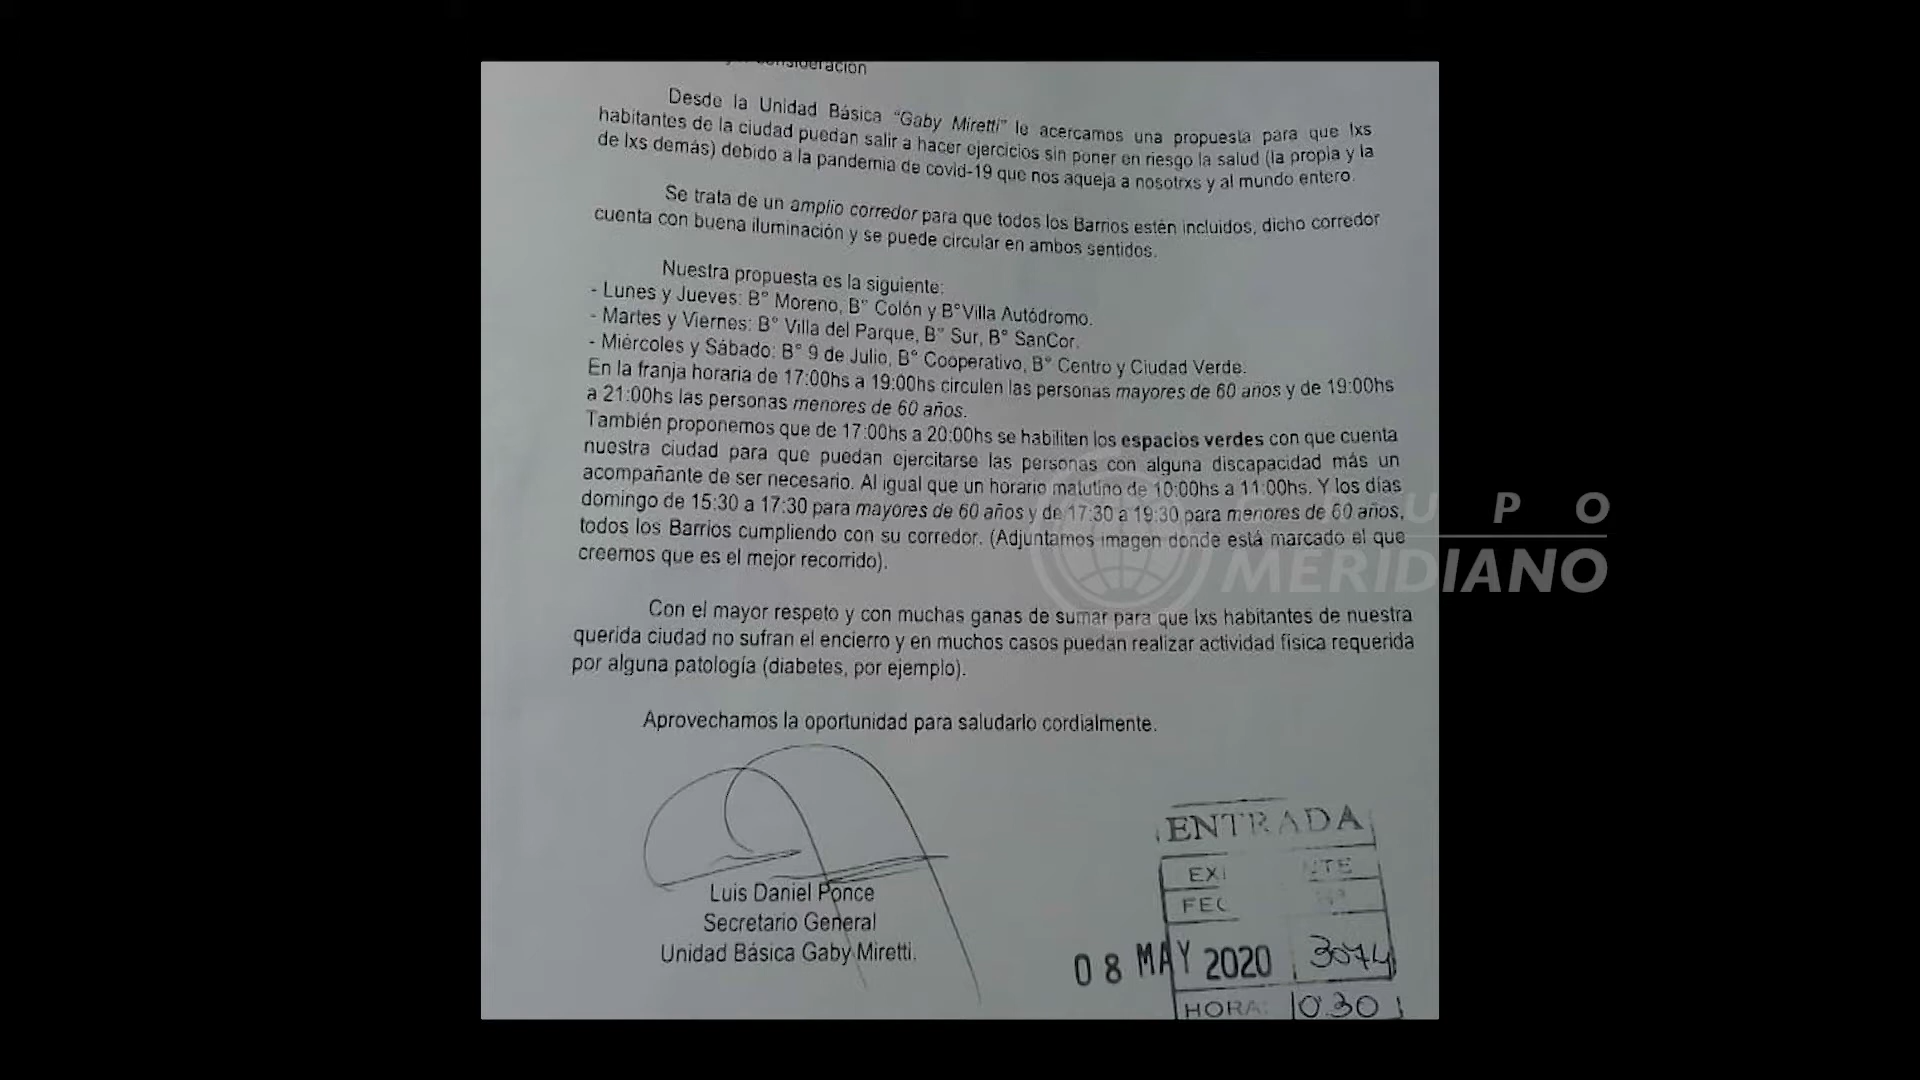 consideración
Desde la Unidad Básica "Gaby Miretti" le acercamos una propuesta para que lxs
habitantes de la ciudad puedan salir a hacer ejercicios sin poner en riesgo la salud (la propia y la
de lxs demás) debido a la pandemia de covid-19 que nos aqueja a nosotrxs y al mundo entero.
Se trata de un amplio corredor para que todos los Barrios estén incluidos, dicho corredor
cuenta con buena iluminación y se puede circular en ambos sentidos.
Nuestra propuesta es la siguiente:
- Lunes y Jueves: B° Moreno, B° Colón y B°Villa Autódromo.
- Martes y Viernes: B° Villa del Parque, B° Sur, B° SanCor.
- Miércoles y Sábado: B° 9 de Julio, B° Cooperativo, B° Centro y Ciudad Verde.
En la franja horaria de 17:00hs a 19:00hs circulen las personas mayores de 60 años y de 19:00hs
a 21:00hs las personas menores de 60 años.
También proponemos que de 17:00hs a 20:00hs se habiliten los espacios verdes con que cuenta
nuestra ciudad para que puedan ejercitarse las personas con alguna discapacidad más un
acompañante de ser necesario. Al igual que un horario matutino de 10:00hs a 11:00hs. Y los días
domingo de 15:30 a 17:30 para mayores de 60 años y de 17:30 a 19:30 para menores de 60 años,
todos los Barrios cumpliendo con su corredor. (Adjuntamos imagen donde está marcado el que
creemos que es el mejor recorrido).
Con el mayor respeto y con muchas ganas de sumar para que lxs habitantes de nuestra
querida ciudad no sufran el encierro y en muchos casos puedan realizar actividad física requerida
por alguna patología (diabetes, por ejemplo).
Aprovechamos la oportunidad para saludarlo cordialmente.
Luis Daniel Ponce
Secretario General
Unidad Básica Gaby Miretti.
ENTRADA
08 MAY 2020 3074
HORA: 10:30
GRUPO
MERIDIANO